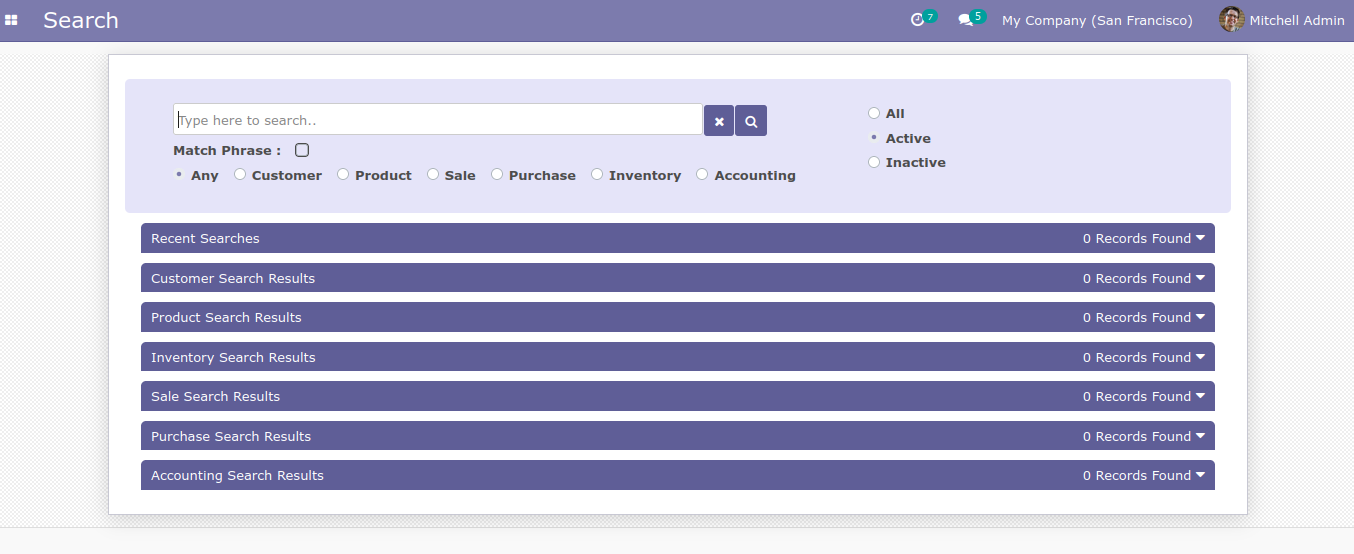 Search 7 5 My Company (San Francisco) Mitchell Admin
Type here to search..
All
Match Phrase :
Active
Inactive
Any Customer Product Sale Purchase Inventory Accounting
Recent Searches 0 Records Found
Customer Search Results 0 Records Found
Product Search Results 0 Records Found
Inventory Search Results 0 Records Found
Sale Search Results 0 Records Found
Purchase Search Results 0 Records Found
Accounting Search Results 0 Records Found